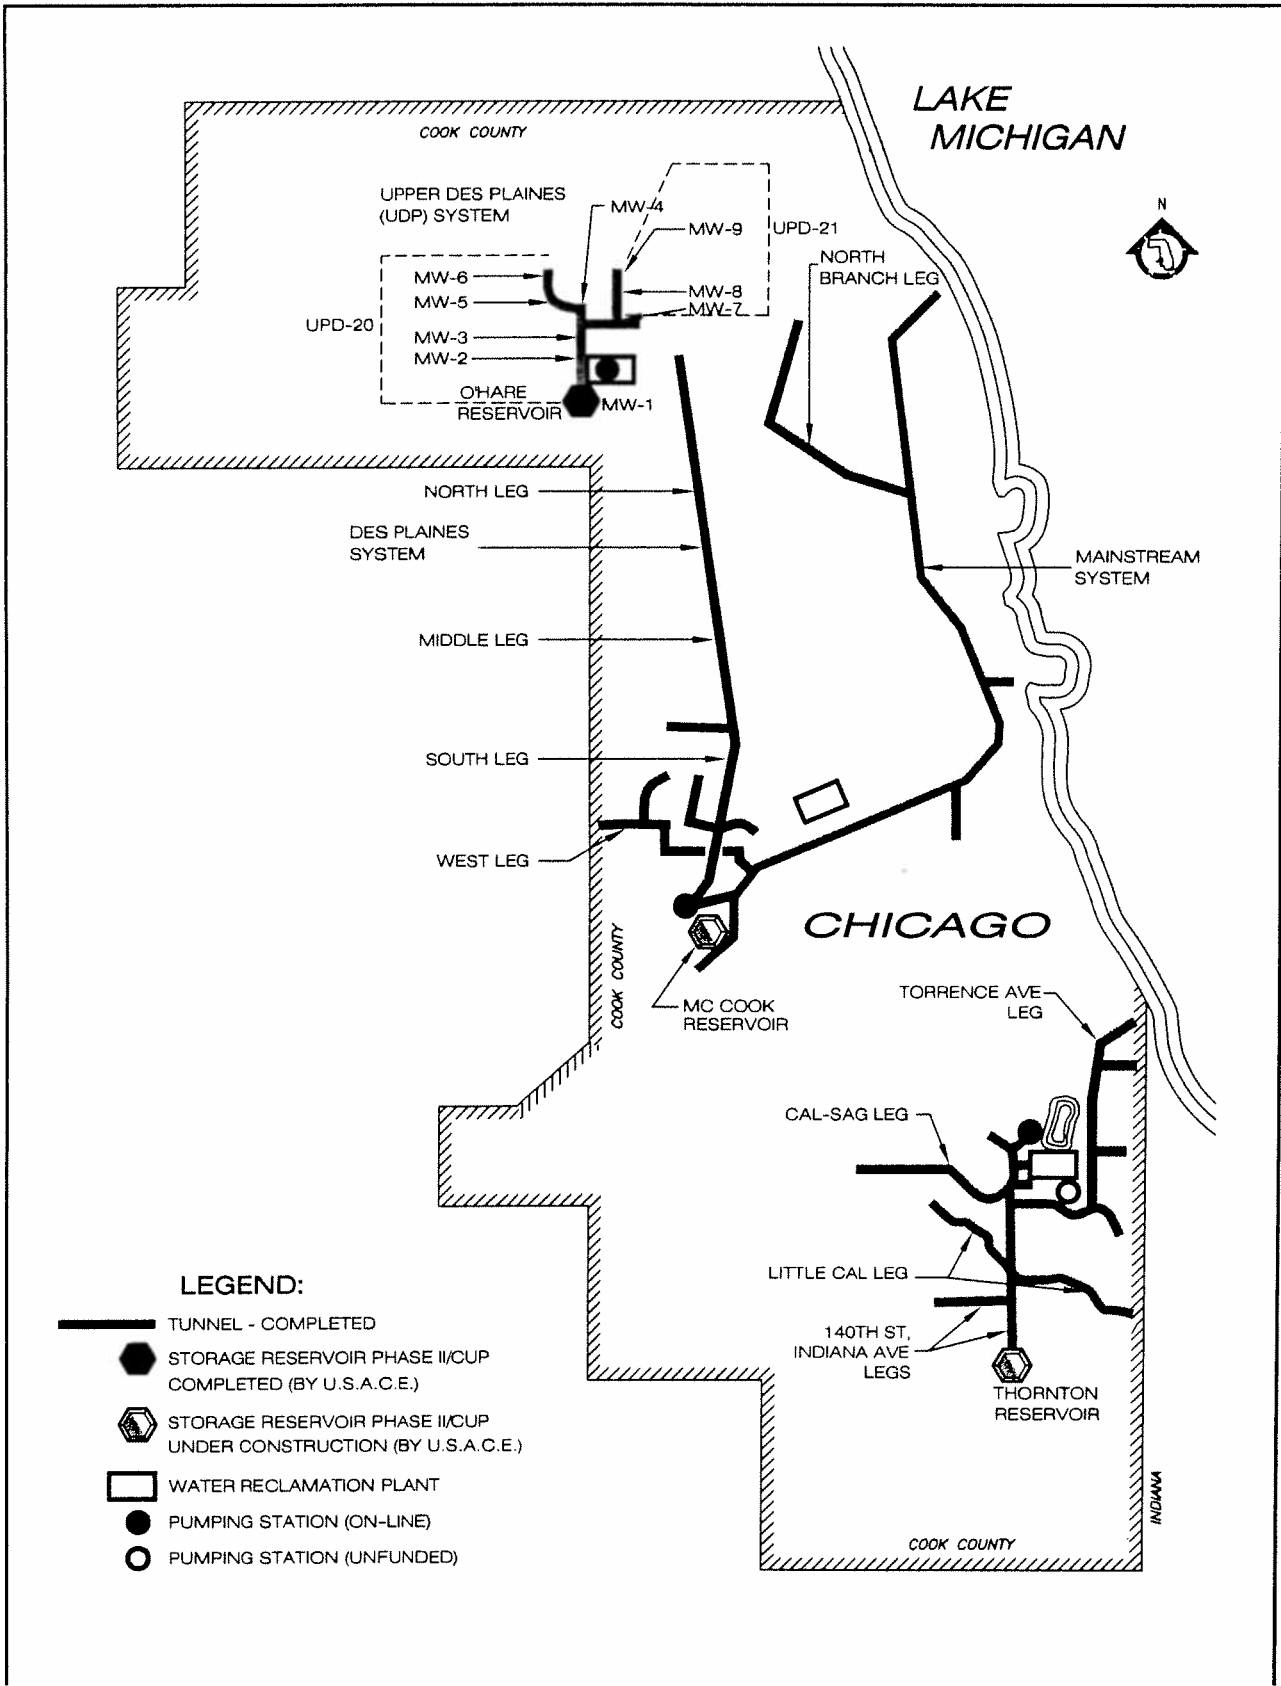 LAKE
MICHIGAN
COOK COUNTY
N
UPPER DES PLAINES
(UDP) SYSTEM
MW-4
MW-9
UPD-21
NORTH
BRANCH LEG
MW-6
MW-5
MW-8
MW-7
UPD-20
MW-3
MW-2
O'HARE
RESERVOIR
MW-1
NORTH LEG
DES PLAINES
SYSTEM
MAINSTREAM
SYSTEM
MIDDLE LEG
SOUTH LEG
WEST LEG
CHICAGO
COOK COUNTY
MC COOK
RESERVOIR
TORRENCE AVE
LEG
CAL-SAG LEG
LITTLE CAL LEG
140TH ST,
INDIANA AVE
LEGS
THORNTON
RESERVOIR
INDIANA
COOK COUNTY
LEGEND:
TUNNEL - COMPLETED
STORAGE RESERVOIR PHASE II/CUP
COMPLETED (BY U.S.A.C.E.)
STORAGE RESERVOIR PHASE II/CUP
UNDER CONSTRUCTION (BY U.S.A.C.E.)
WATER RECLAMATION PLANT
PUMPING STATION (ON-LINE)
PUMPING STATION (UNFUNDED)